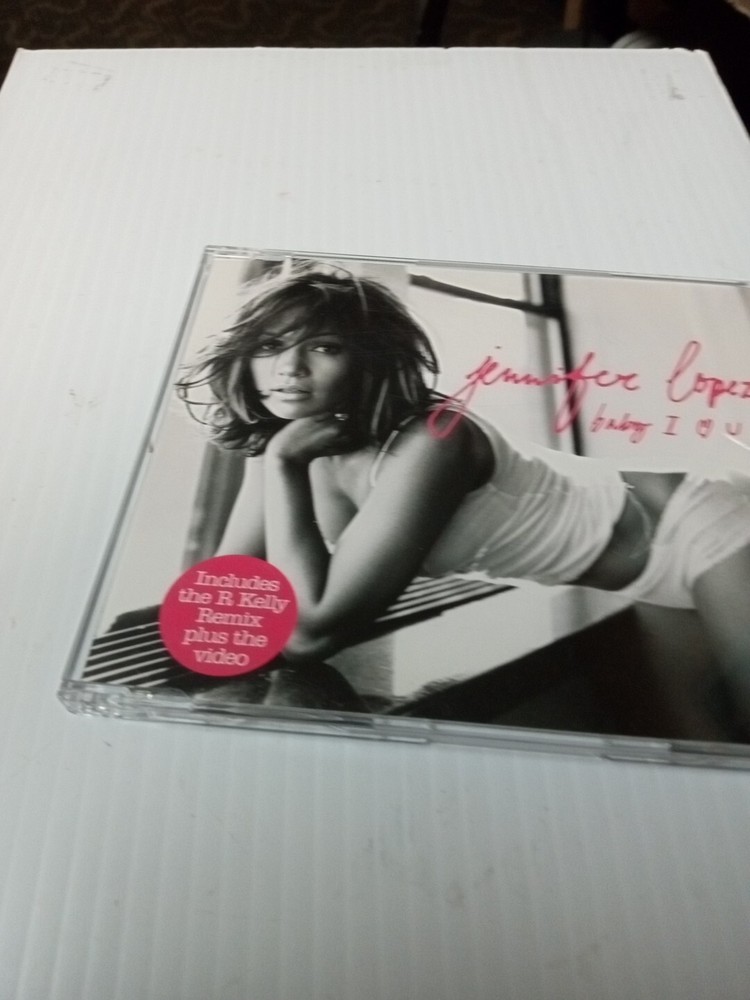 jennifer lopez
baby I ♡ U
Includes
the R Kelly
Remix
plus the
video